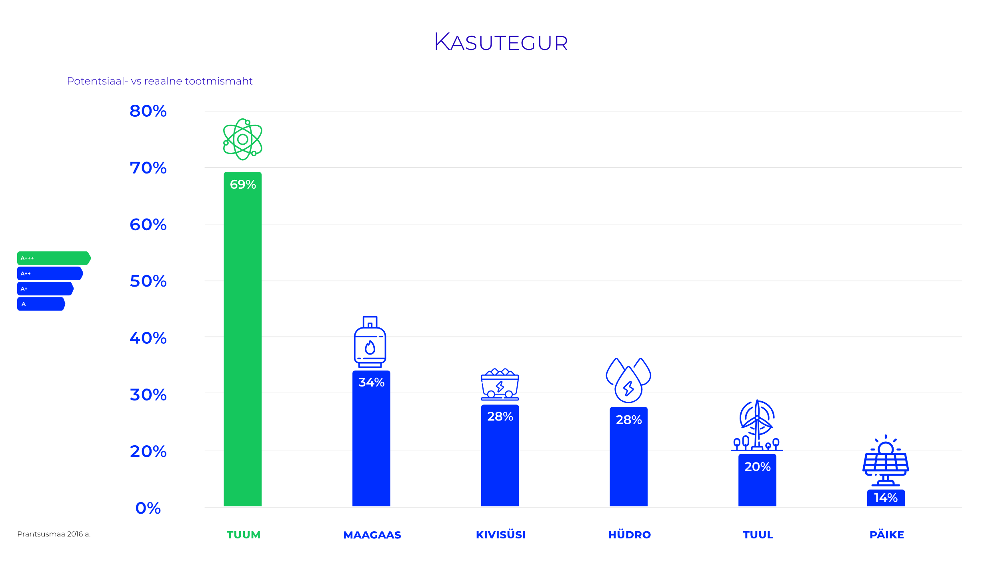 KASUTEGUR
Potentsiaal- vs reaalne tootmismaht
80%
70%
60%
50%
40%
30%
20%
0%
A+++
A++
A+
A
69%
34%
28%
28%
20%
14%
TUUM
MAAGAAS
KIVISÜSI
HÜDRO
TUUL
PÄIKE
Prantsusmaa 2016 a.